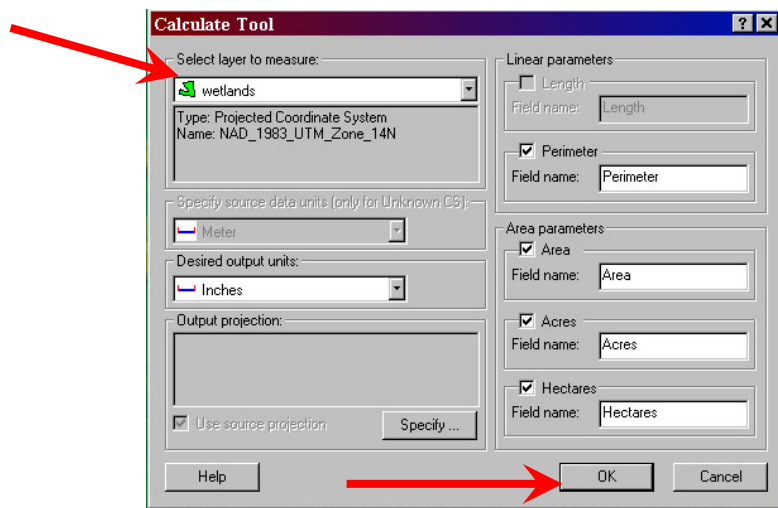 Calculate Tool
Select layer to measure:
wetlands
Type: Projected Coordinate System
Name: NAD_1983_UTM_Zone_14N
Specify source data units (only for Unknown CS):
Meter
Desired output units:
Inches
Output projection:
Use source projection
Specify ...
Linear parameters
Length
Field name: Length
Perimeter
Field name: Perimeter
Area parameters
Area
Field name: Area
Acres
Field name: Acres
Hectares
Field name: Hectares
Help
OK
Cancel